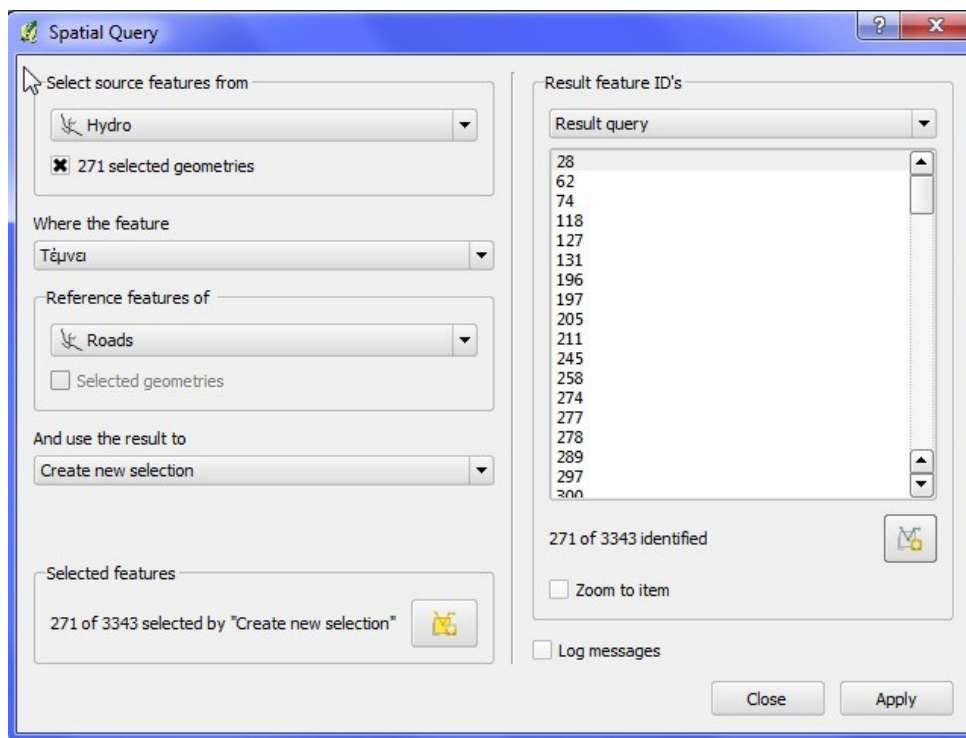 Spatial Query
Select source features from
Hydro
271 selected geometries
Where the feature
Τέμνει
Reference features of
Roads
Selected geometries
And use the result to
Create new selection
Selected features
271 of 3343 selected by "Create new selection"
Result feature ID's
Result query
28
62
74
118
127
131
196
197
205
211
245
258
274
277
278
289
297
300
271 of 3343 identified
Zoom to item
Log messages
Close
Apply